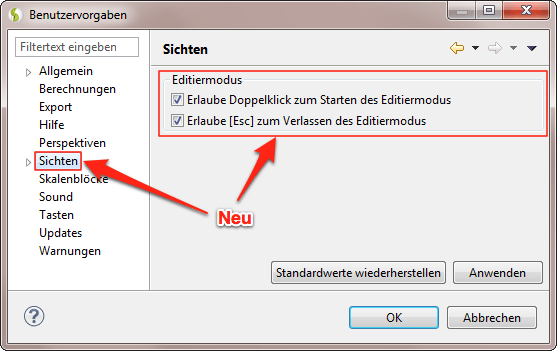 Benutzervorgaben
Filtertext eingeben
Allgemein
Berechnungen
Export
Hilfe
Perspektiven
Sichten
Skalenblöcke
Sound
Tasten
Updates
Warnungen
Sichten
Editiermodus
Erlaube Doppelklick zum Starten des Editiermodus
Erlaube [Esc] zum Verlassen des Editiermodus
Neu
Standardwerte wiederherstellen
Anwenden
?
OK
Abbrechen